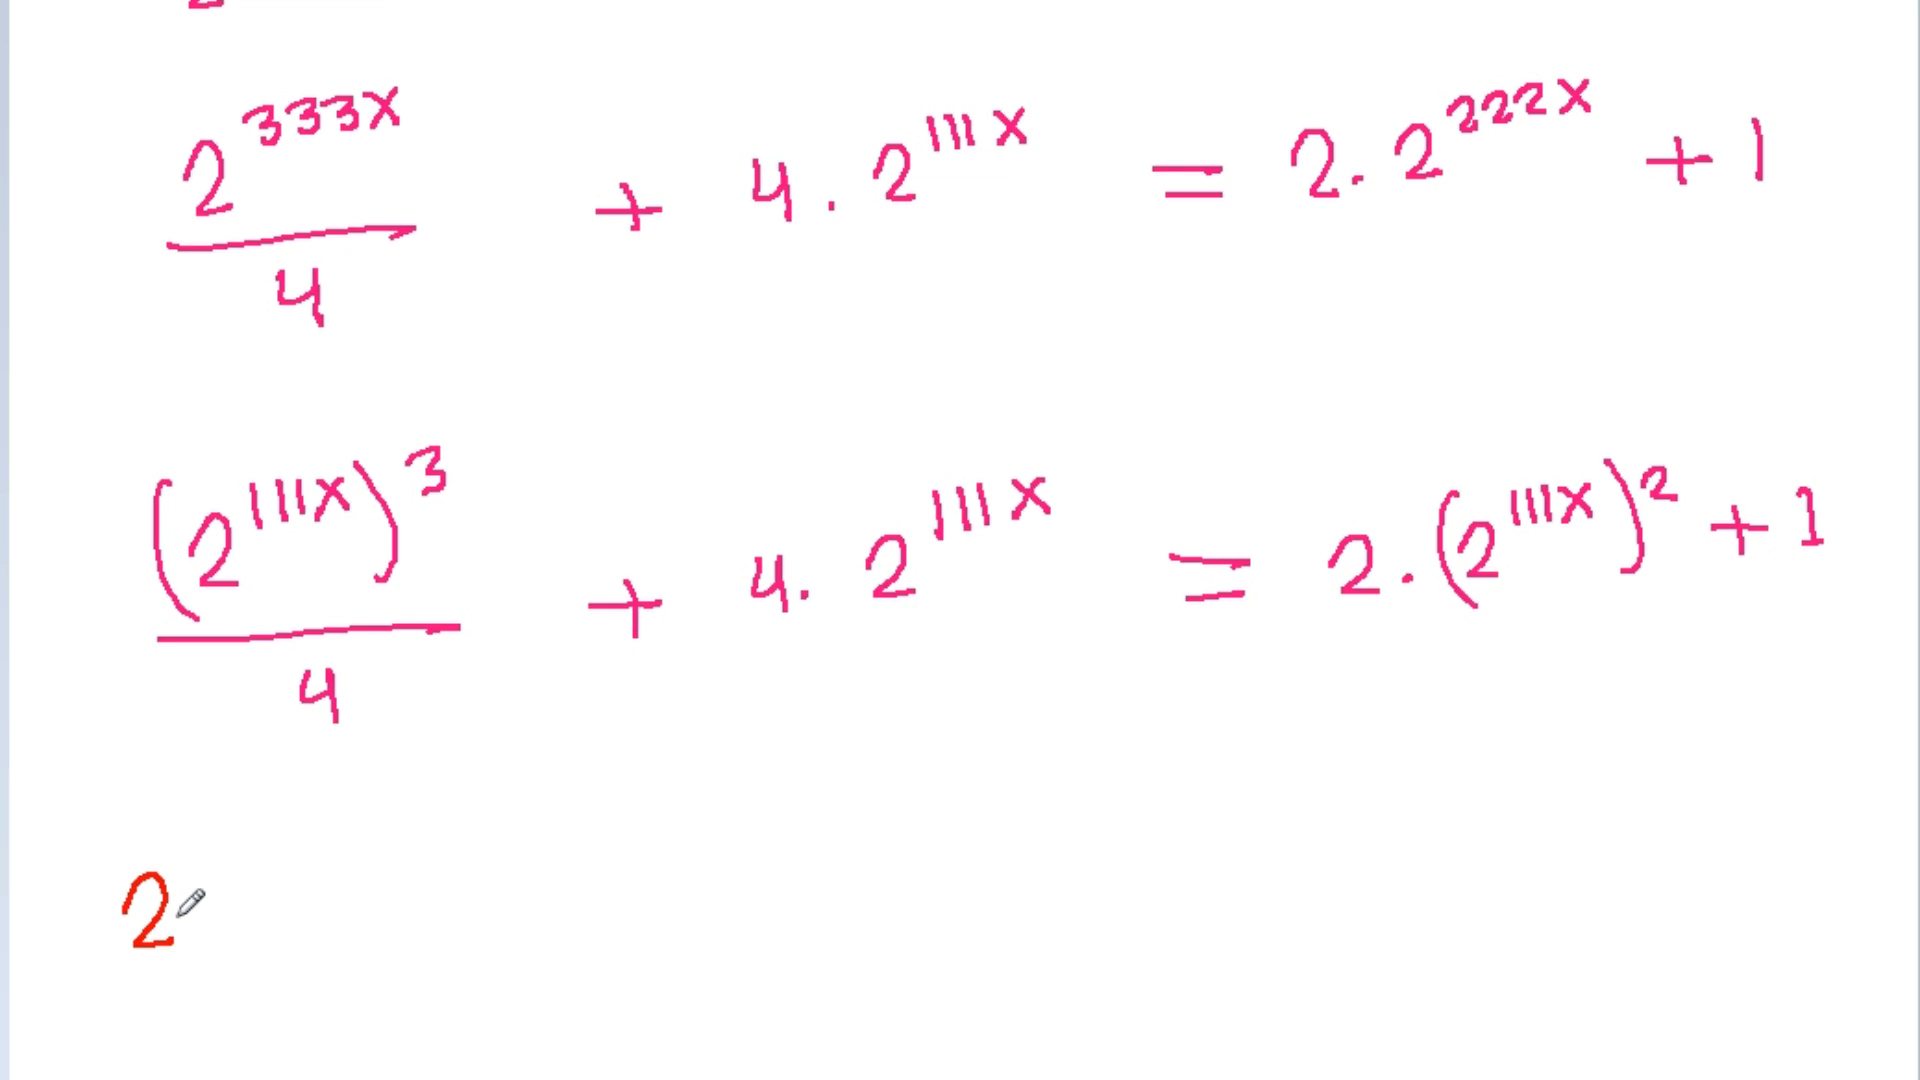 2^333x / 4 + 4 . 2^111x = 2 . 2^222x + 1
(2^111x)^3 / 4 + 4 . 2^111x = 2 . (2^111x)^2 + 1
2